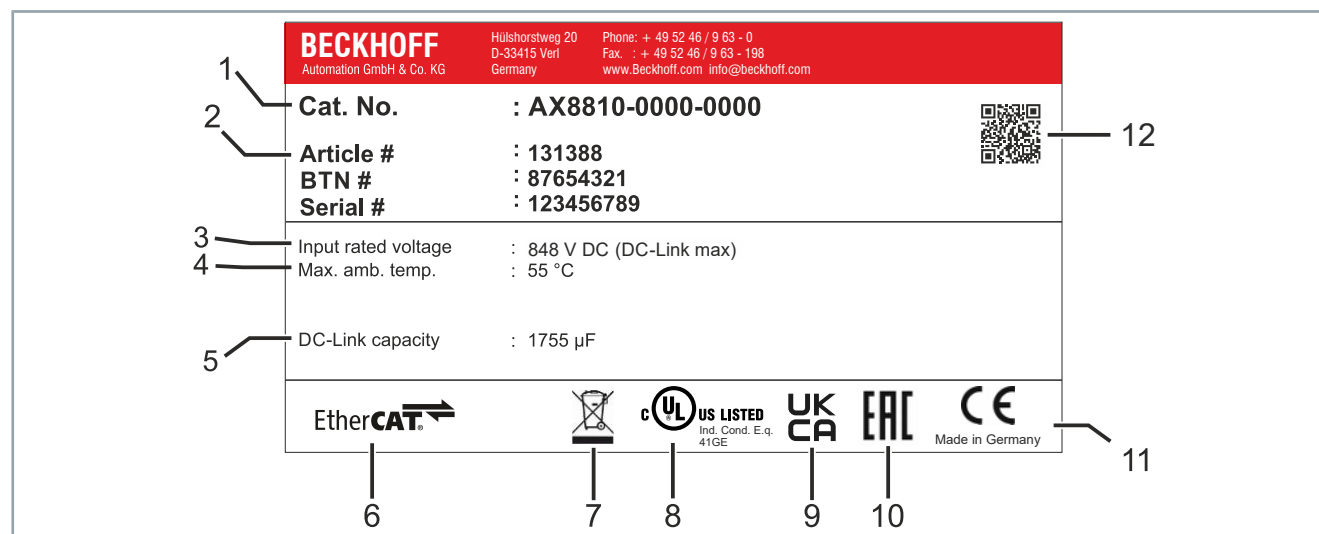 BECKHOFF
Automation GmbH & Co. KG
Hülshorstweg 20
D-33415 Verl
Germany
Phone: + 49 52 46 / 9 63 - 0
Fax. : + 49 52 46 / 9 63 - 198
www.Beckhoff.com info@beckhoff.com
1
Cat. No. : AX8810-0000-0000
2
Article # : 131388
BTN # : 87654321
Serial # : 123456789
12
3
Input rated voltage : 848 V DC (DC-Link max)
4
Max. amb. temp. : 55 °C
5
DC-Link capacity : 1755 µF
EtherCAT®
C UL® US LISTED
Ind. Cond. E.q.
41GE
UK
CA
EAC
CE
Made in Germany
11
6 7 8 9 10